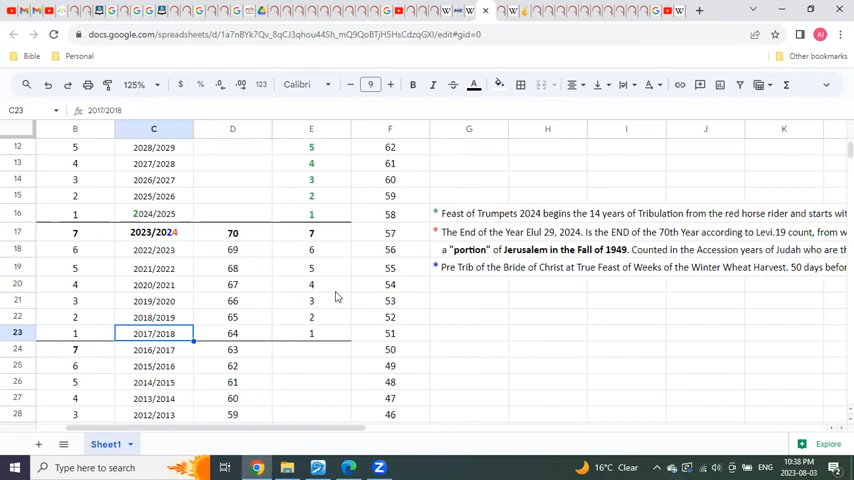 docs.google.com/spreadsheets/d/1a7nBYk7Qv_8qCJ3qhou44Sh_mQ9QoBTjH5HsCdzqGXI/edit#gid=0
Bible
Personal
Other bookmarks
125%
$
%
.0
.00
123
Calibri
9
B
I
A
C23
fx
2017/2018
B C D E F G H I J K
12 5 2028/2029 5 62
13 4 2027/2028 4 61
14 3 2026/2027 3 60
15 2 2025/2026 2 59
16 1 2024/2025 1 58 * Feast of Trumpets 2024 begins the 14 years of Tribulation from the red horse rider and starts wi
17 7 2023/2024 70 7 57 * The End of the Year Elul 29, 2024. Is the END of the 70th Year according to Levi.19 count, from w
18 6 2022/2023 69 6 56 a "portion" of Jerusalem in the Fall of 1949. Counted in the Accession years of Judah who are th
19 5 2021/2022 68 5 55 * Pre Trib of the Bride of Christ at True Feast of Weeks of the Winter Wheat Harvest. 50 days befor
20 4 2020/2021 67 4 54
21 3 2019/2020 66 3 53
22 2 2018/2019 65 2 52
23 1 2017/2018 64 1 51
24 7 2016/2017 63 50
25 6 2015/2016 62 49
26 5 2014/2015 61 48
27 4 2013/2014 60 47
28 3 2012/2013 59 46
Sheet1
Explore
Type here to search
16°C Clear
ENG
10:38 PM
2023-08-03
2